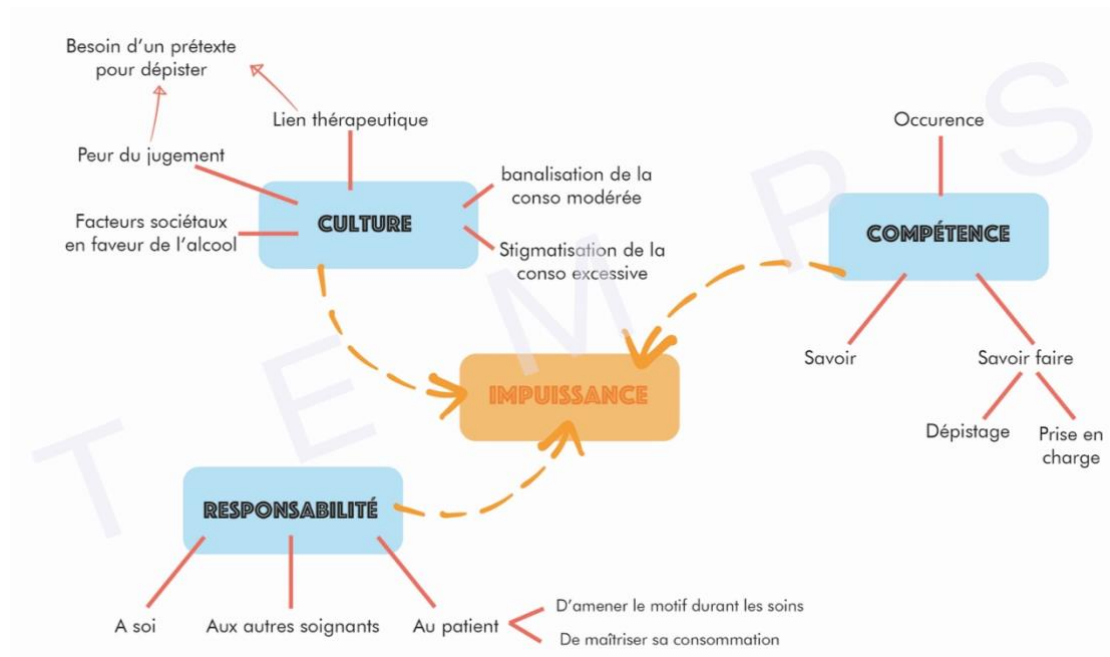 Besoin d'un prétexte
pour dépister
Lien thérapeutique
Peur du jugement
Facteurs sociétaux
en faveur de l'alcool
CULTURE
banalisation de la
conso modérée
Stigmatisation de la
conso excessive
Occurence
COMPÉTENCE
Savoir
Savoir faire
Dépistage
Prise en
charge
IMPUISSANCE
RESPONSABILITÉ
A soi
Aux autres soignants
Au patient
D'amener le motif durant les soins
De maîtriser sa consommation
TEMPS